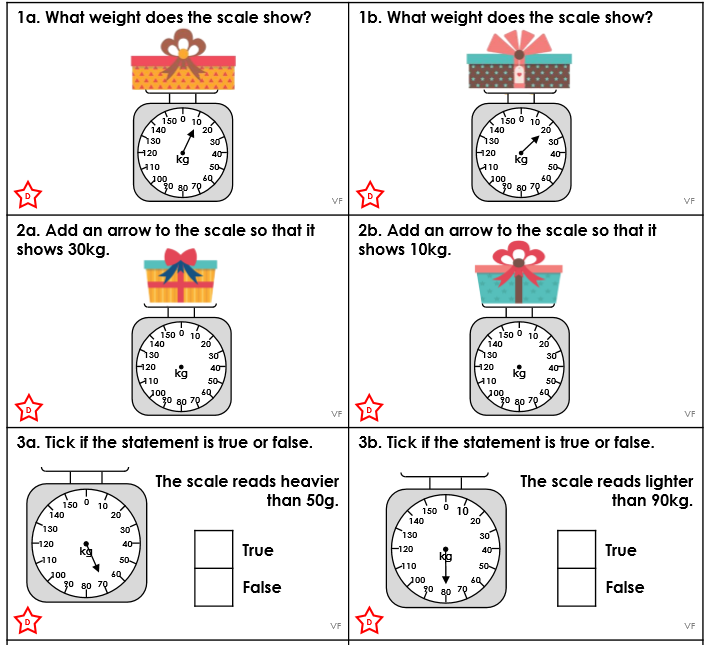 1a. What weight does the scale show?
150 0 10
140 20
130 30
kg
120 40
110 50
100 60
90 80 70
D
VF
1b. What weight does the scale show?
150 0 10
140 20
130 30
kg
120 40
110 50
100 60
90 80 70
D
VF
2a. Add an arrow to the scale so that it
shows 30kg.
150 0 10
140 20
130 30
120 40
kg
110 50
100 60
90 80 70
D
VF
2b. Add an arrow to the scale so that it
shows 10kg.
150 0 10
140 20
130 30
120 40
kg
110 50
100 60
90 80 70
D
VF
3a. Tick if the statement is true or false.
The scale reads heavier
than 50g.
150 0 10
140 20
130 30
120 40
kg
110 50
100 60
90 80 70
True
False
D
VF
3b. Tick if the statement is true or false.
The scale reads lighter
than 90kg.
150 0 10
140 20
130 30
120 40
kg
110 50
100 60
90 80 70
True
False
D
VF